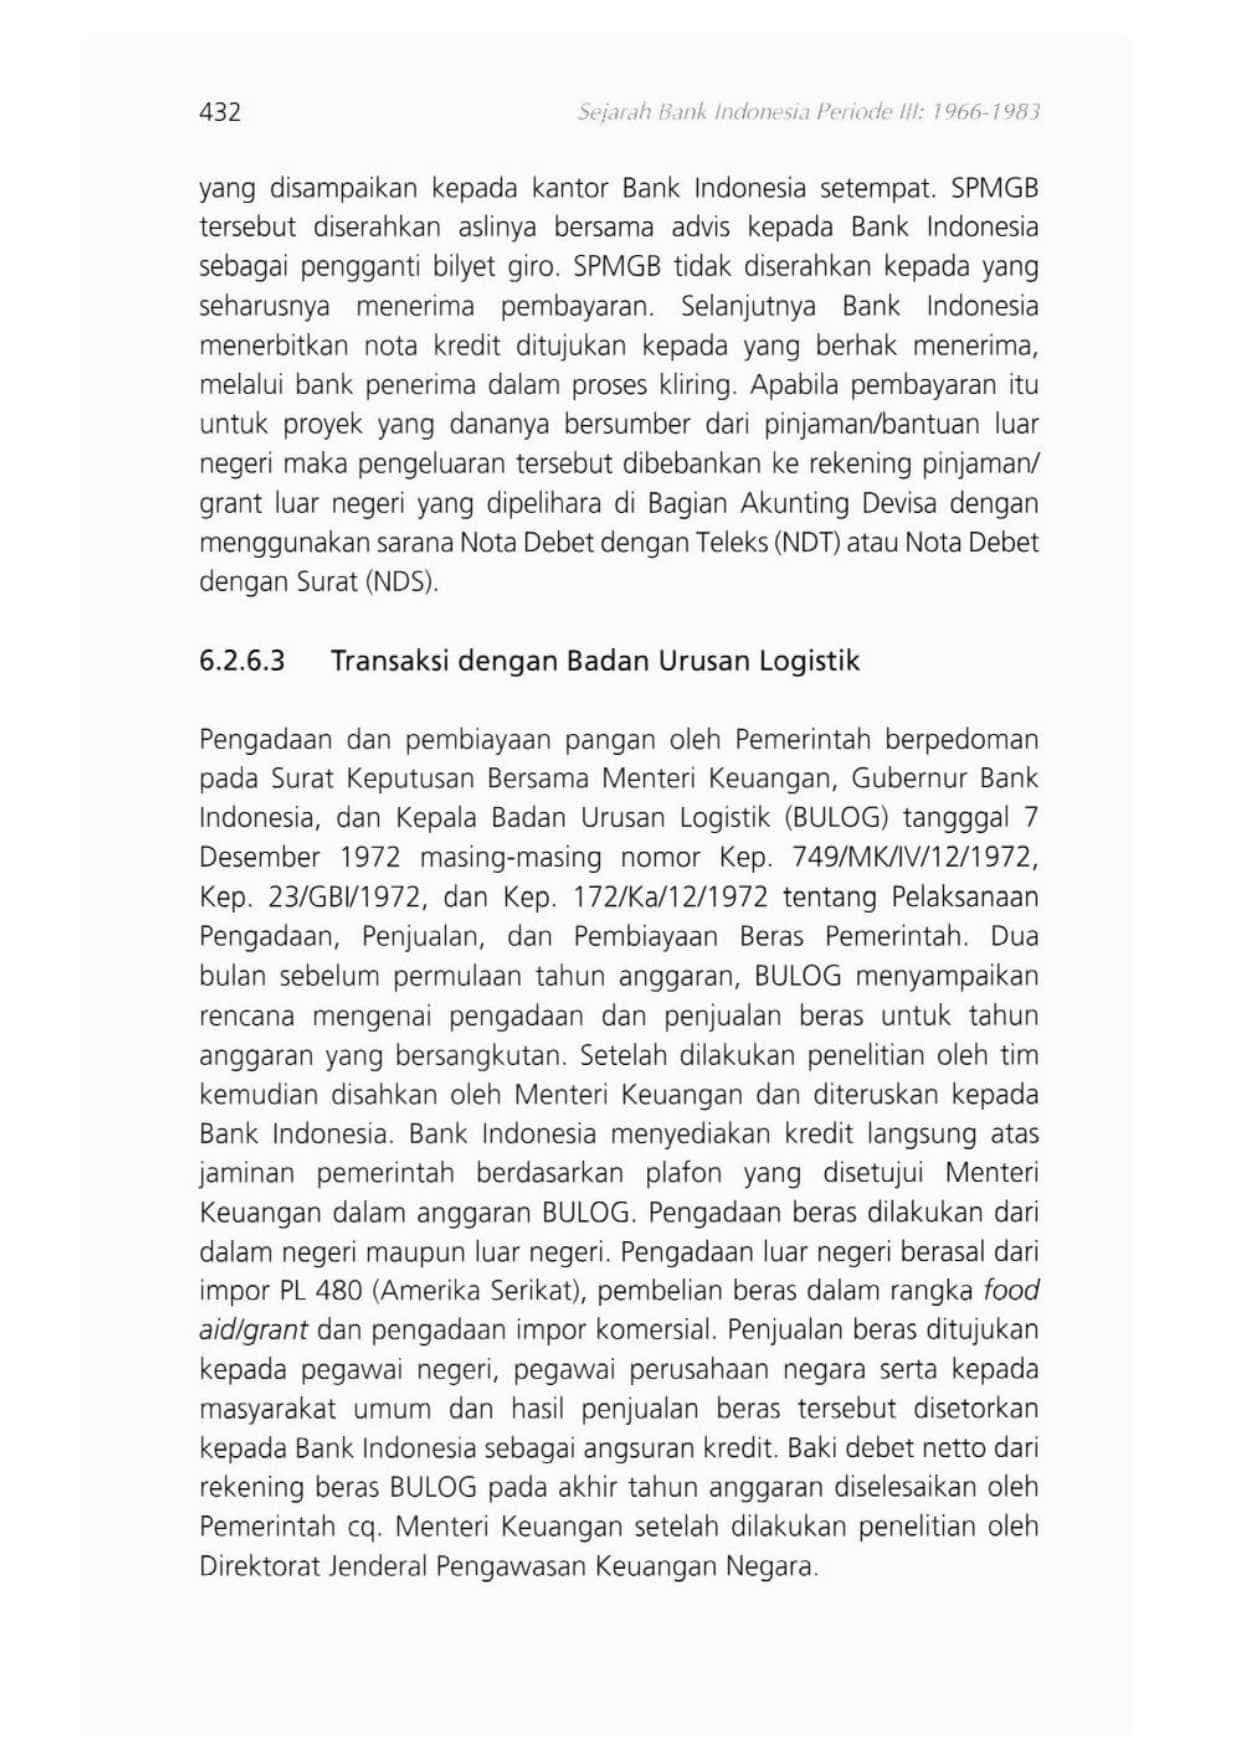 432
Sejarah Bank Indonesia Periode III: 1966-1983
yang disampaikan kepada kantor Bank Indonesia setempat. SPMGB
tersebut diserahkan aslinya bersama advis kepada Bank Indonesia
sebagai pengganti bilyet giro. SPMGB tidak diserahkan kepada yang
seharusnya menerima pembayaran. Selanjutnya Bank Indonesia
menerbitkan nota kredit ditujukan kepada yang berhak menerima,
melalui bank penerima dalam proses kliring. Apabila pembayaran itu
untuk proyek yang dananya bersumber dari pinjaman/bantuan luar
negeri maka pengeluaran tersebut dibebankan ke rekening pinjaman/
grant luar negeri yang dipelihara di Bagian Akunting Devisa dengan
menggunakan sarana Nota Debet dengan Teleks (NDT) atau Nota Debet
dengan Surat (NDS).
6.2.6.3 Transaksi dengan Badan Urusan Logistik
Pengadaan dan pembiayaan pangan oleh Pemerintah berpedoman
pada Surat Keputusan Bersama Menteri Keuangan, Gubernur Bank
Indonesia, dan Kepala Badan Urusan Logistik (BULOG) tangggal 7
Desember 1972 masing-masing nomor Kep. 749/MK/IV/12/1972,
Kep. 23/GBI/1972, dan Kep. 172/Ka/12/1972 tentang Pelaksanaan
Pengadaan, Penjualan, dan Pembiayaan Beras Pemerintah. Dua
bulan sebelum permulaan tahun anggaran, BULOG menyampaikan
rencana mengenai pengadaan dan penjualan beras untuk tahun
anggaran yang bersangkutan. Setelah dilakukan penelitian oleh tim
kemudian disahkan oleh Menteri Keuangan dan diteruskan kepada
Bank Indonesia. Bank Indonesia menyediakan kredit langsung atas
jaminan pemerintah berdasarkan plafon yang disetujui Menteri
Keuangan dalam anggaran BULOG. Pengadaan beras dilakukan dari
dalam negeri maupun luar negeri. Pengadaan luar negeri berasal dari
impor PL 480 (Amerika Serikat), pembelian beras dalam rangka food
aid/grant dan pengadaan impor komersial. Penjualan beras ditujukan
kepada pegawai negeri, pegawai perusahaan negara serta kepada
masyarakat umum dan hasil penjualan beras tersebut disetorkan
kepada Bank Indonesia sebagai angsuran kredit. Baki debet netto dari
rekening beras BULOG pada akhir tahun anggaran diselesaikan oleh
Pemerintah cq. Menteri Keuangan setelah dilakukan penelitian oleh
Direktorat Jenderal Pengawasan Keuangan Negara.